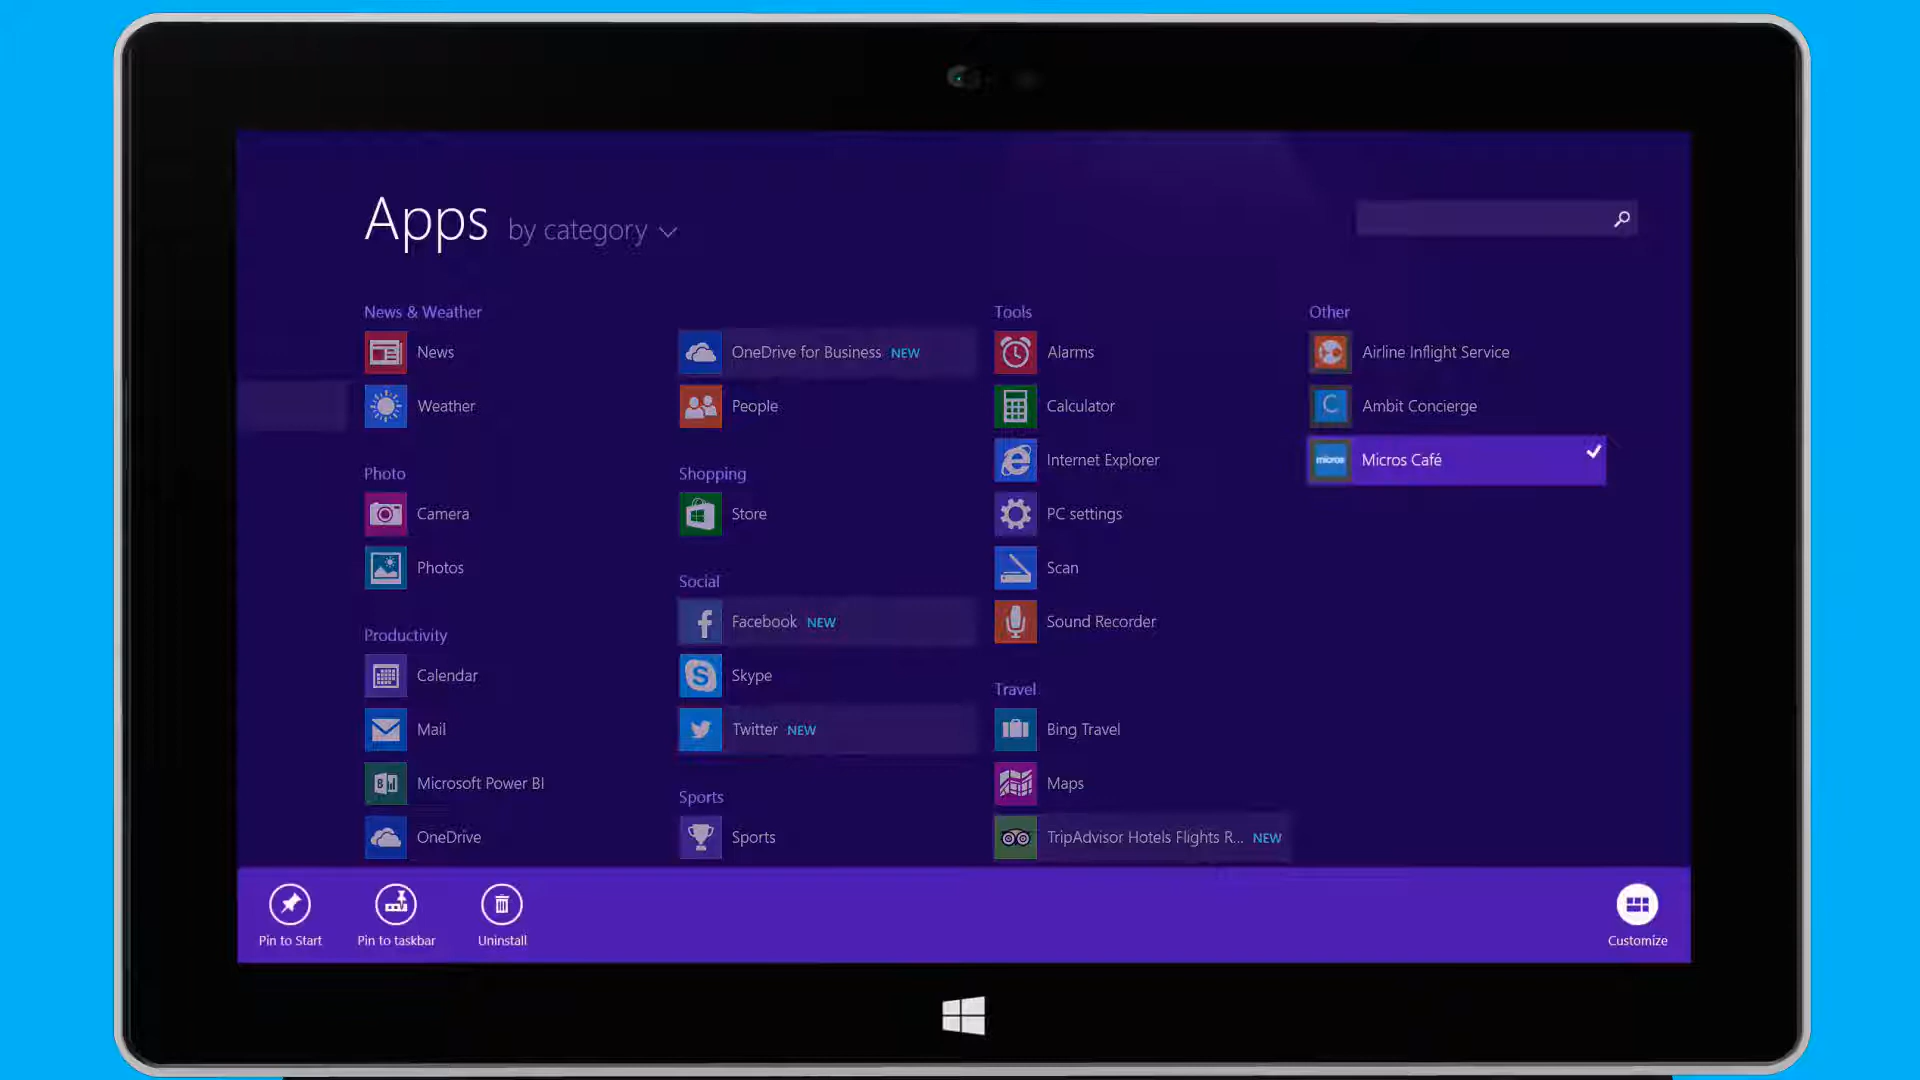 Apps by category
News & Weather
News
Weather
Photo
Camera
Photos
Productivity
Calendar
Mail
Microsoft Power BI
OneDrive
OneDrive for Business NEW
People
Shopping
Store
Social
Facebook NEW
Skype
Twitter NEW
Sports
Sports
Tools
Alarms
Calculator
Internet Explorer
PC settings
Scan
Sound Recorder
Travel
Bing Travel
Maps
TripAdvisor Hotels Flights R... NEW
Other
Airline Inflight Service
C Ambit Concierge
micros Micros Café
Pin to Start
Pin to taskbar
Uninstall
Customize